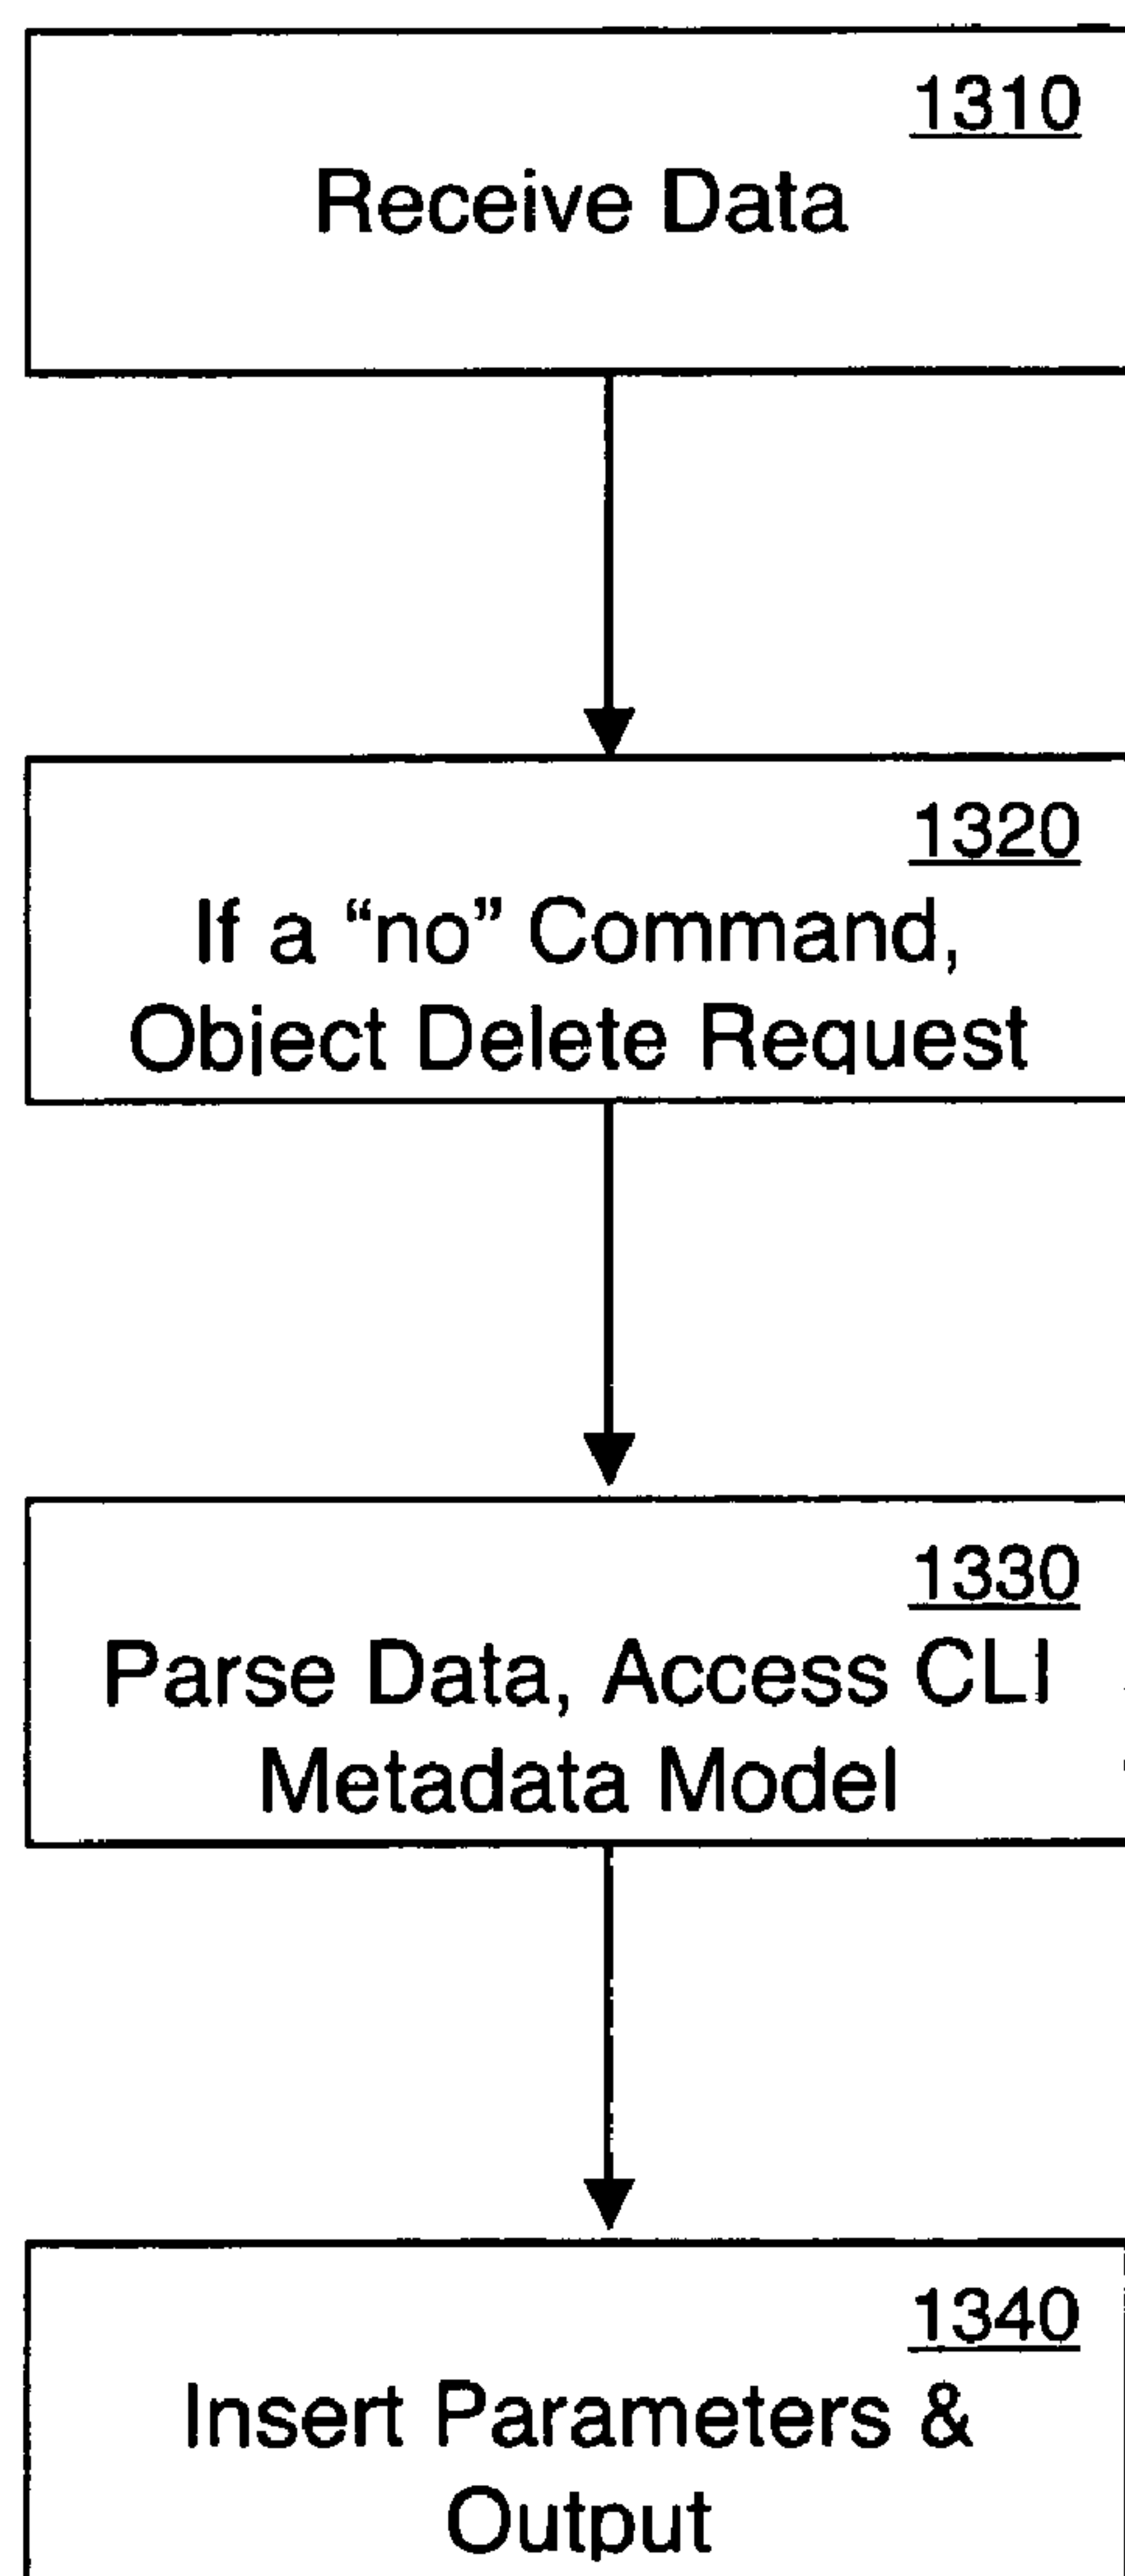 1310
Receive Data
1320
If a “no” Command,
Object Delete Request
1330
Parse Data, Access CLI
Metadata Model
1340
Insert Parameters &
Output